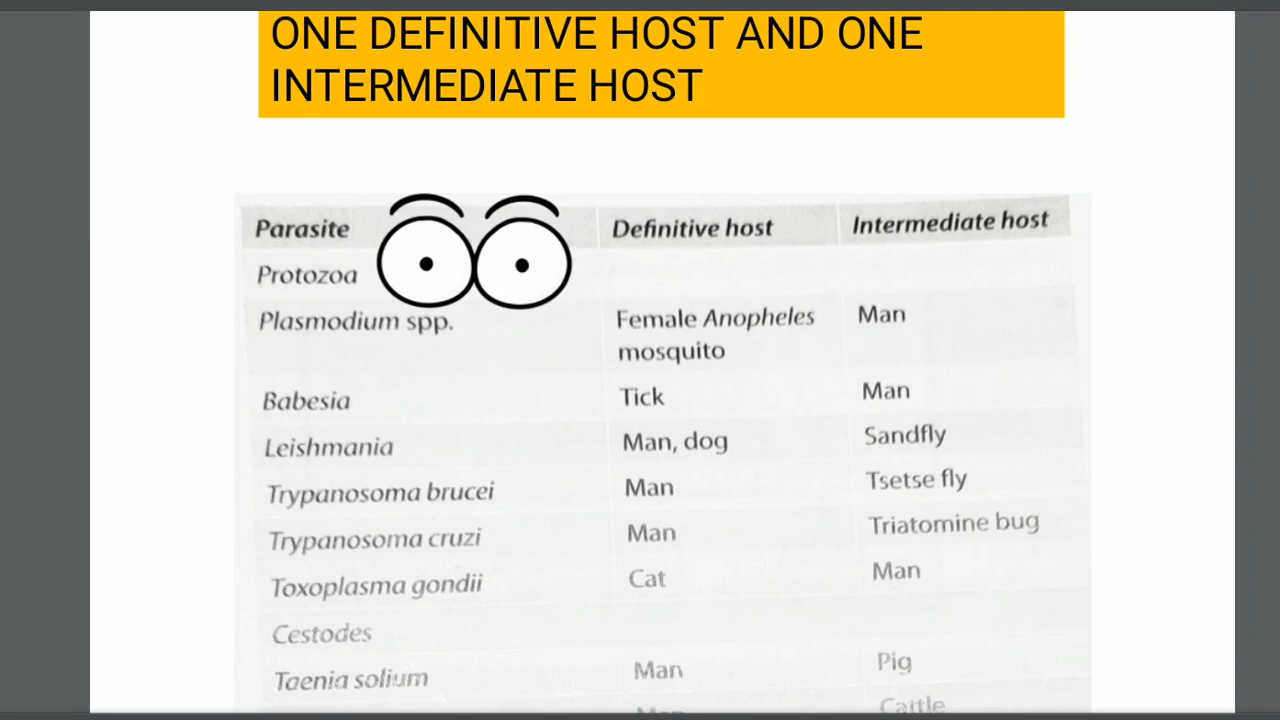 ONE DEFINITIVE HOST AND ONE
INTERMEDIATE HOST
Parasite Definitive host Intermediate host
Protozoa
Plasmodium spp. Female Anopheles mosquito Man
Babesia Tick Man
Leishmania Man, dog Sandfly
Trypanosoma brucei Man Tsetse fly
Trypanosoma cruzi Man Triatomine bug
Toxoplasma gondii Cat Man
Cestodes
Taenia solium Man Pig
Man Cattle